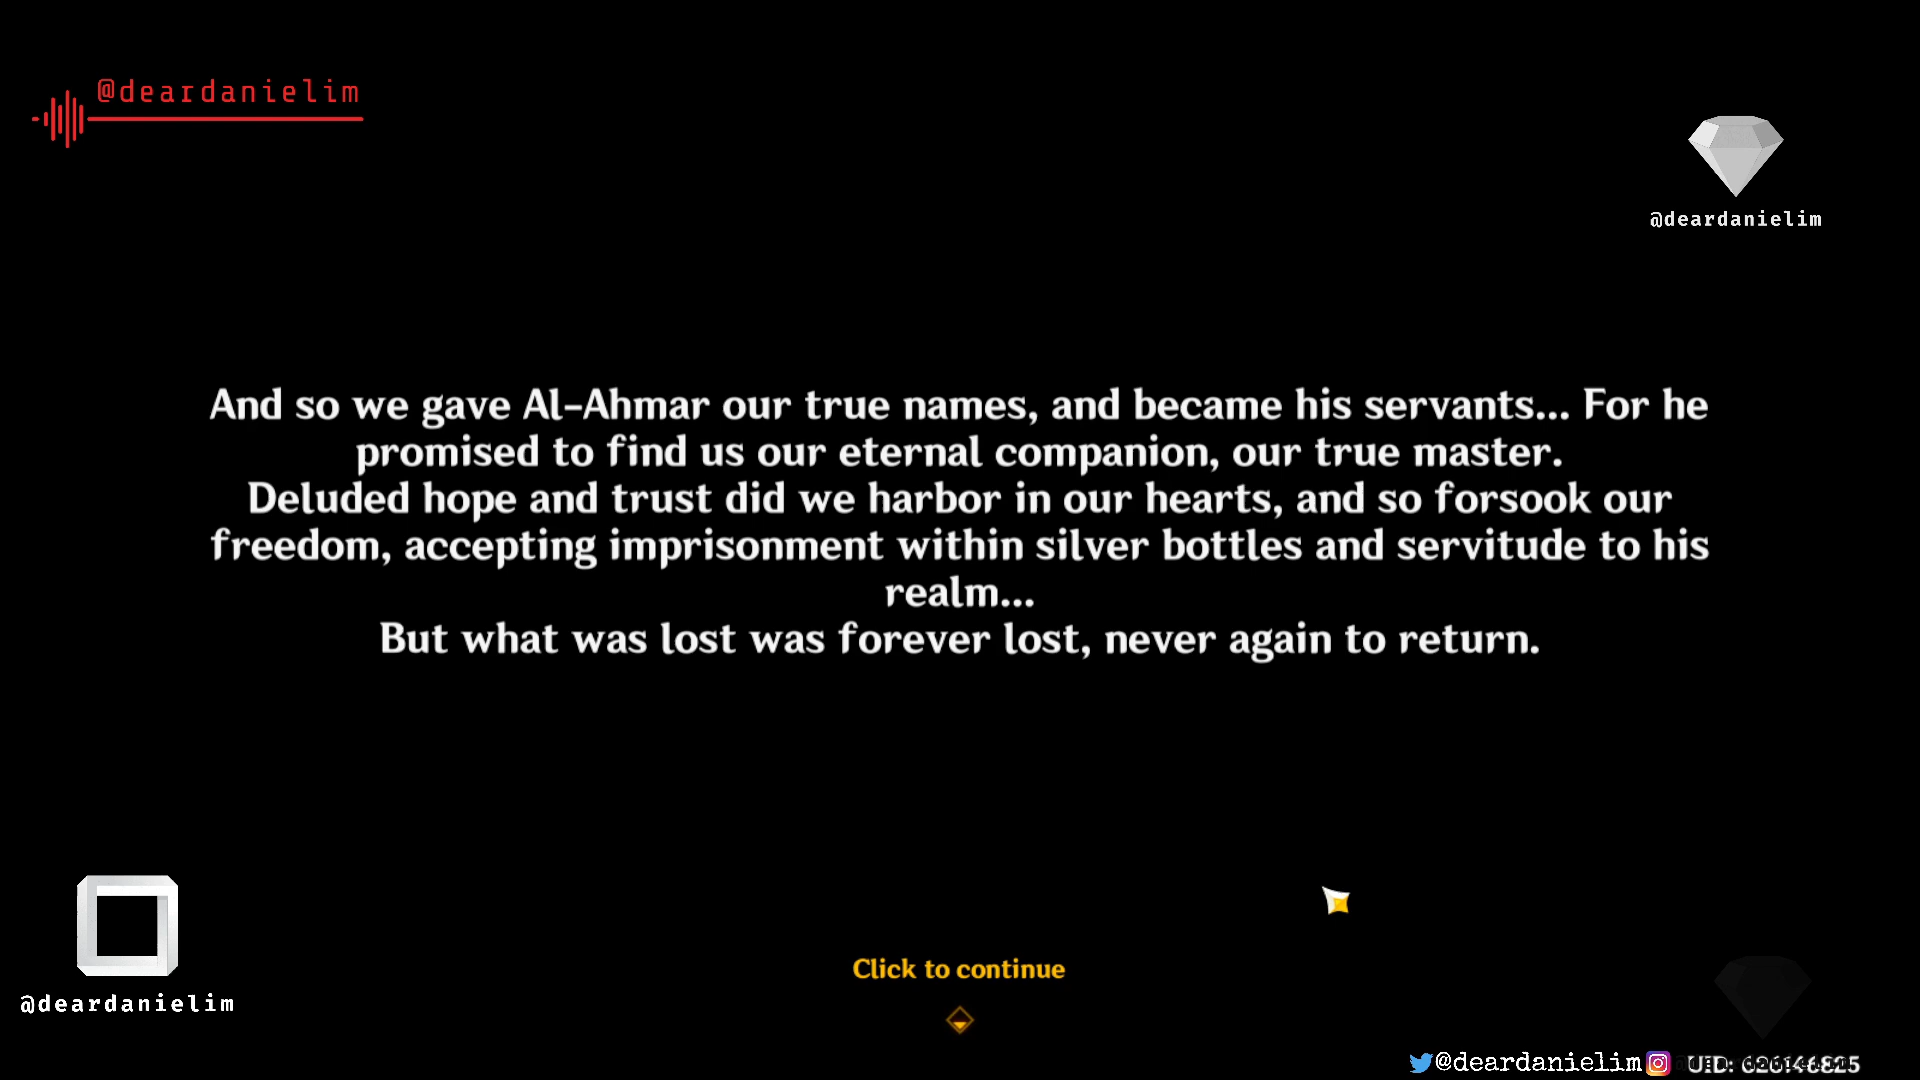 @deardanielim
@deardanielim
And so we gave Al-Ahmar our true names, and became his servants... For he
promised to find us our eternal companion, our true master.
Deluded hope and trust did we harbor in our hearts, and so forsook our
freedom, accepting imprisonment within silver bottles and servitude to his
realm...
But what was lost was forever lost, never again to return.
Click to continue
@deardanielim
@deardanielim UID: 626146825